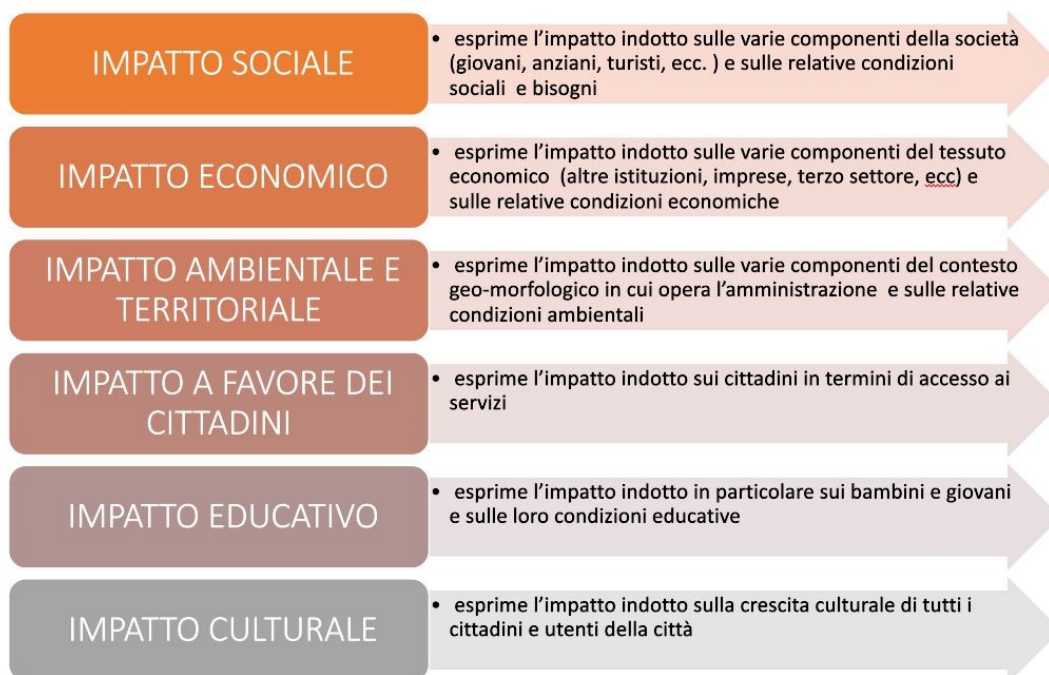 IMPATTO SOCIALE
• esprime l’impatto indotto sulle varie componenti della società
(giovani, anziani, turisti, ecc. ) e sulle relative condizioni
sociali e bisogni
IMPATTO ECONOMICO
• esprime l’impatto indotto sulle varie componenti del tessuto
economico (altre istituzioni, imprese, terzo settore, ecc) e
sulle relative condizioni economiche
IMPATTO AMBIENTALE E
TERRITORIALE
• esprime l’impatto indotto sulle varie componenti del contesto
geo-morfologico in cui opera l’amministrazione e sulle relative
condizioni ambientali
IMPATTO A FAVORE DEI
CITTADINI
• esprime l’impatto indotto sui cittadini in termini di accesso ai
servizi
IMPATTO EDUCATIVO
• esprime l’impatto indotto in particolare sui bambini e giovani
e sulle loro condizioni educative
IMPATTO CULTURALE
• esprime l’impatto indotto sulla crescita culturale di tutti i
cittadini e utenti della città